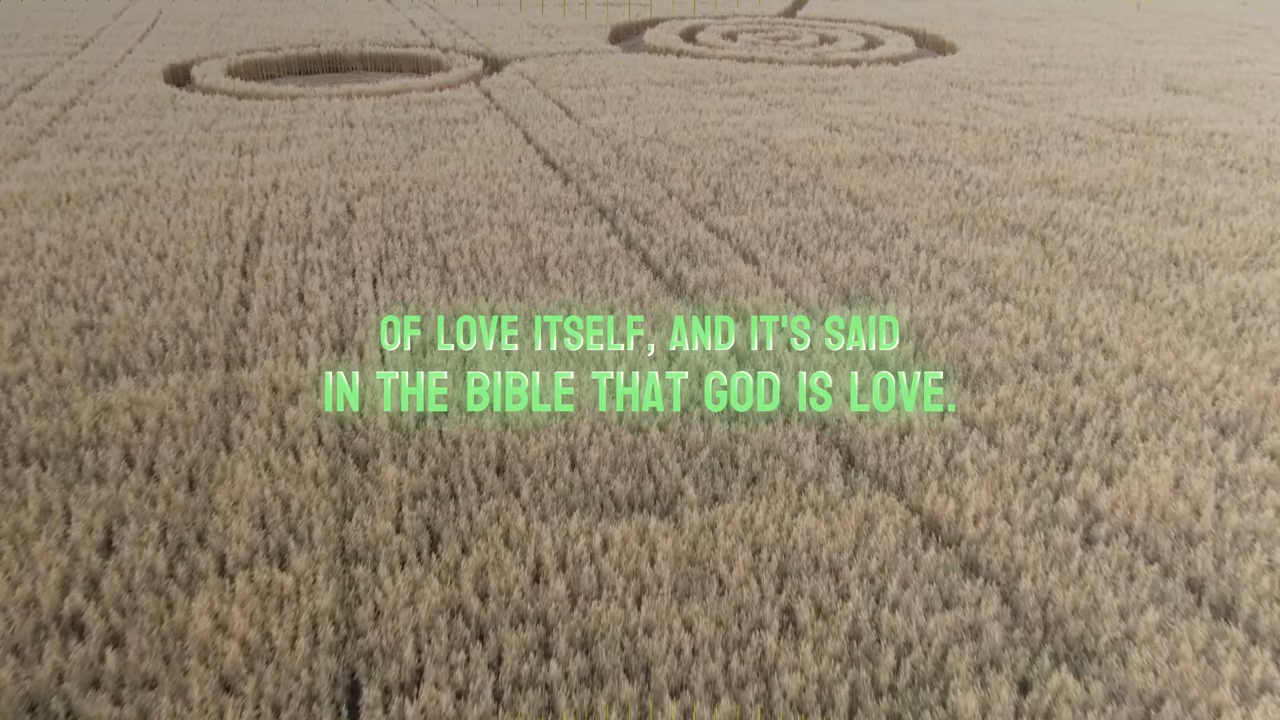 OF LOVE ITSELF, AND IT'S SAID
IN THE BIBLE THAT GOD IS LOVE.